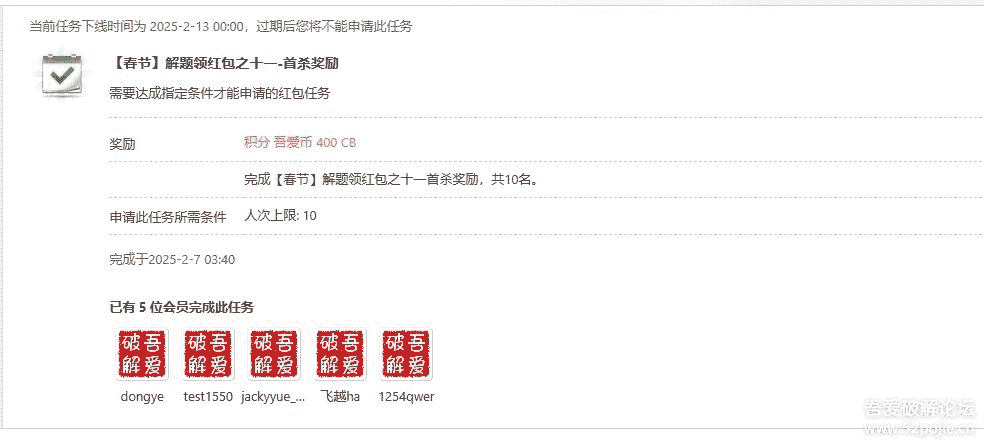 当前任务下线时间为 2025-2-13 00:00，过期后您将不能申请此任务
【春节】解题领红包之十一-首杀奖励
需要达成指定条件才能申请的红包任务
奖励
积分 吾爱币 400 CB
完成【春节】解题领红包之十一首杀奖励，共10名。
申请此任务所需条件
人次上限: 10
完成于2025-2-7 03:40
已有 5 位会员完成此任务
破吾解爱 破吾解爱 破吾解爱 破吾解爱 破吾解爱
dongye test1550 jackyyue_... 飞越ha 1254qwer
吾爱破解论坛
www.52pojie.cn